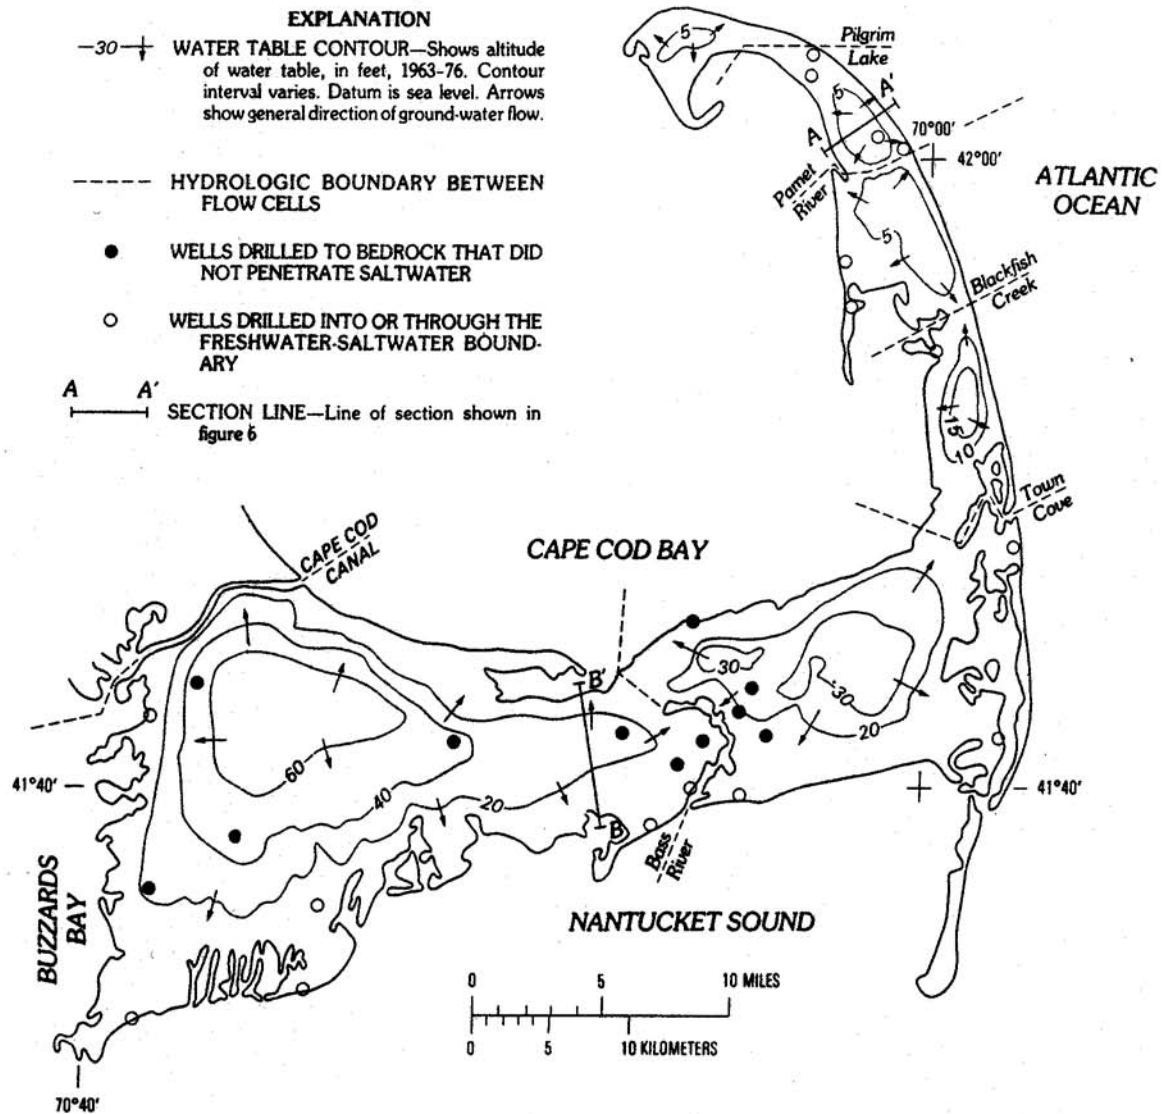 EXPLANATION
—30— WATER TABLE CONTOUR—Shows altitude
of water table, in feet, 1963-76. Contour
interval varies. Datum is sea level. Arrows
show general direction of ground-water flow.
HYDROLOGIC BOUNDARY BETWEEN
FLOW CELLS
WELLS DRILLED TO BEDROCK THAT DID
NOT PENETRATE SALTWATER
WELLS DRILLED INTO OR THROUGH THE
FRESHWATER-SALTWATER BOUND-
ARY
A A'
SECTION LINE—Line of section shown in
figure 6
5
Pilgrim
Lake
5
A'
A
70°00'
42°00'
ATLANTIC
OCEAN
Pamet
River
5
Blackfish
Creek
15
10
Town
Cove
CAPE COD
CANAL
CAPE COD BAY
B'
30
30
20
60
40
20
B
Bass
River
41°40'
41°40'
BUZZARDS
BAY
NANTUCKET SOUND
0 5 10 MILES
0 5 10 KILOMETERS
70°40'